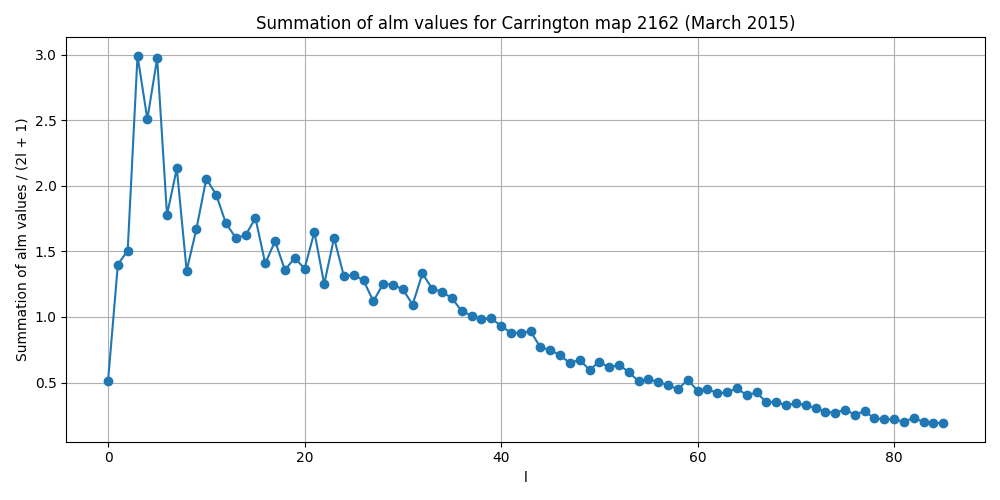 Summation of alm values for Carrington map 2162 (March 2015)
Summation of alm values / (2l + 1)
3.0
2.5
2.0
1.5
1.0
0.5
0 20 40 60 80
l